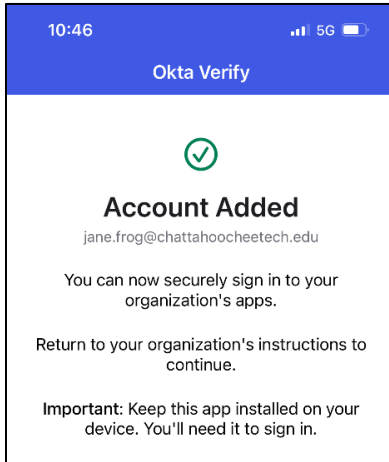 10:46 5G
Okta Verify
Account Added
jane.frog@chattahoocheetech.edu
You can now securely sign in to your
organization's apps.
Return to your organization's instructions to
continue.
Important: Keep this app installed on your
device. You'll need it to sign in.